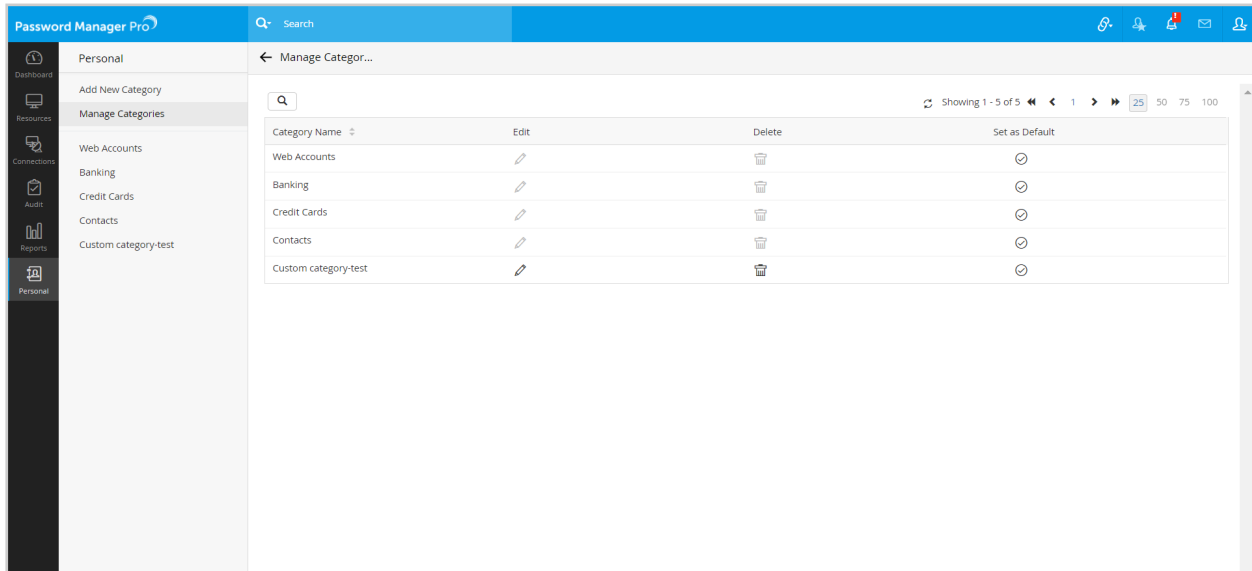 Password Manager Pro
Search
Dashboard
Resources
Connections
Audit
Reports
Personal
Personal
Add New Category
Manage Categories
Web Accounts
Banking
Credit Cards
Contacts
Custom category-test
Manage Categor...
Showing 1 - 5 of 5 1 25 50 75 100
Category Name Edit Delete Set as Default
Web Accounts
Banking
Credit Cards
Contacts
Custom category-test